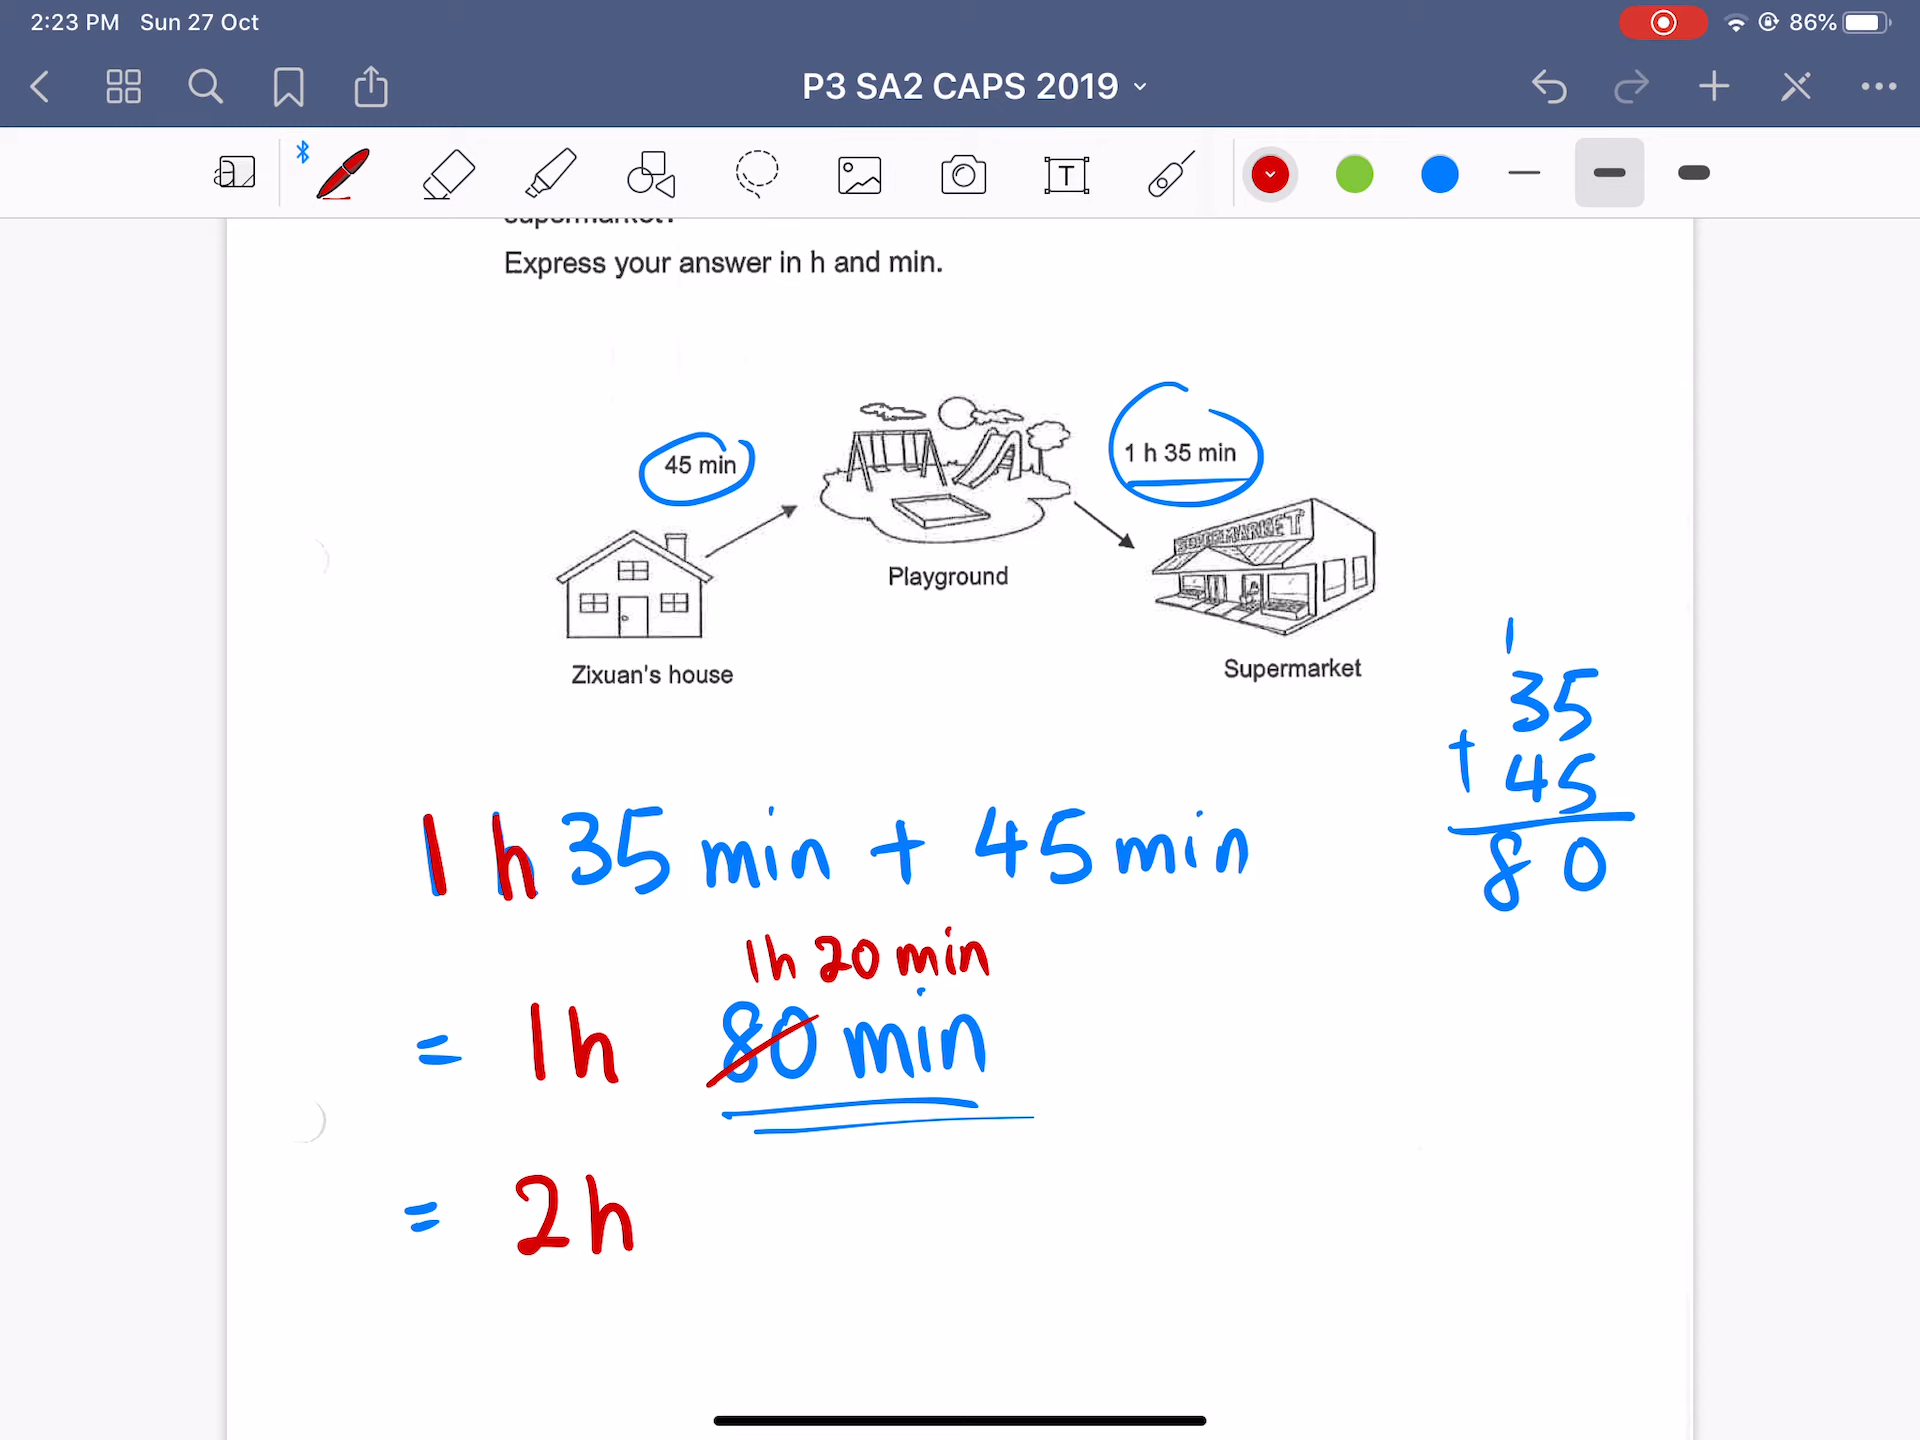 2:23 PM Sun 27 Oct 86%
P3 SA2 CAPS 2019
supermarket?
Express your answer in h and min.
45 min
1 h 35 min
SUPERMARKET
Playground
Zixuan's house
Supermarket
1
35
+ 45
80
1 h 35 min + 45 min
1h 20 min
= 1h 80 min
= 2h